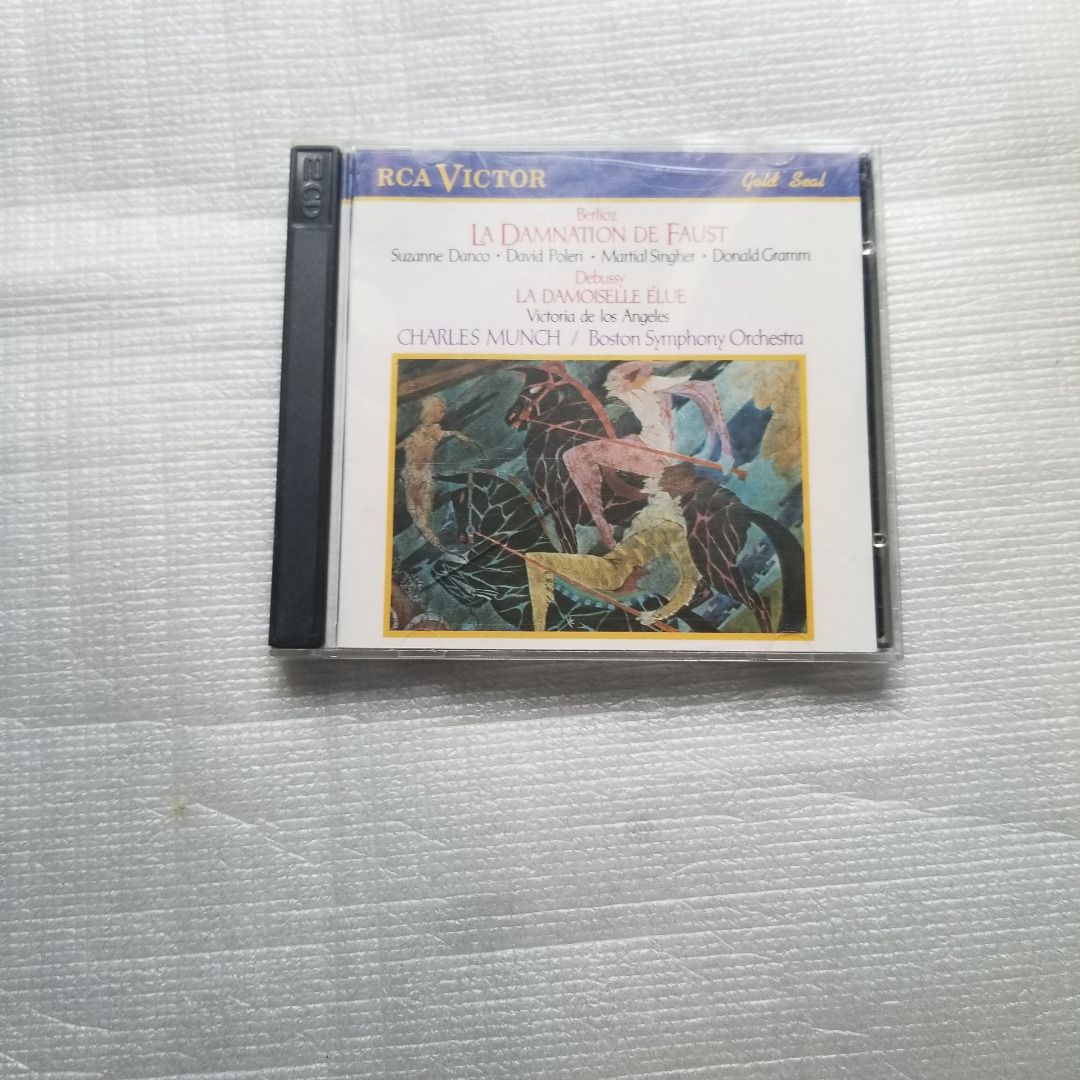 2CD
RCA VICTOR
Gold Seal
Berlioz
LA DAMNATION DE FAUST
Suzanne Danco • David Poleri • Martial Singher • Donald Gramm
Debussy
LA DAMOISELLE ÉLUE
Victoria de los Angeles
CHARLES MUNCH / Boston Symphony Orchestra